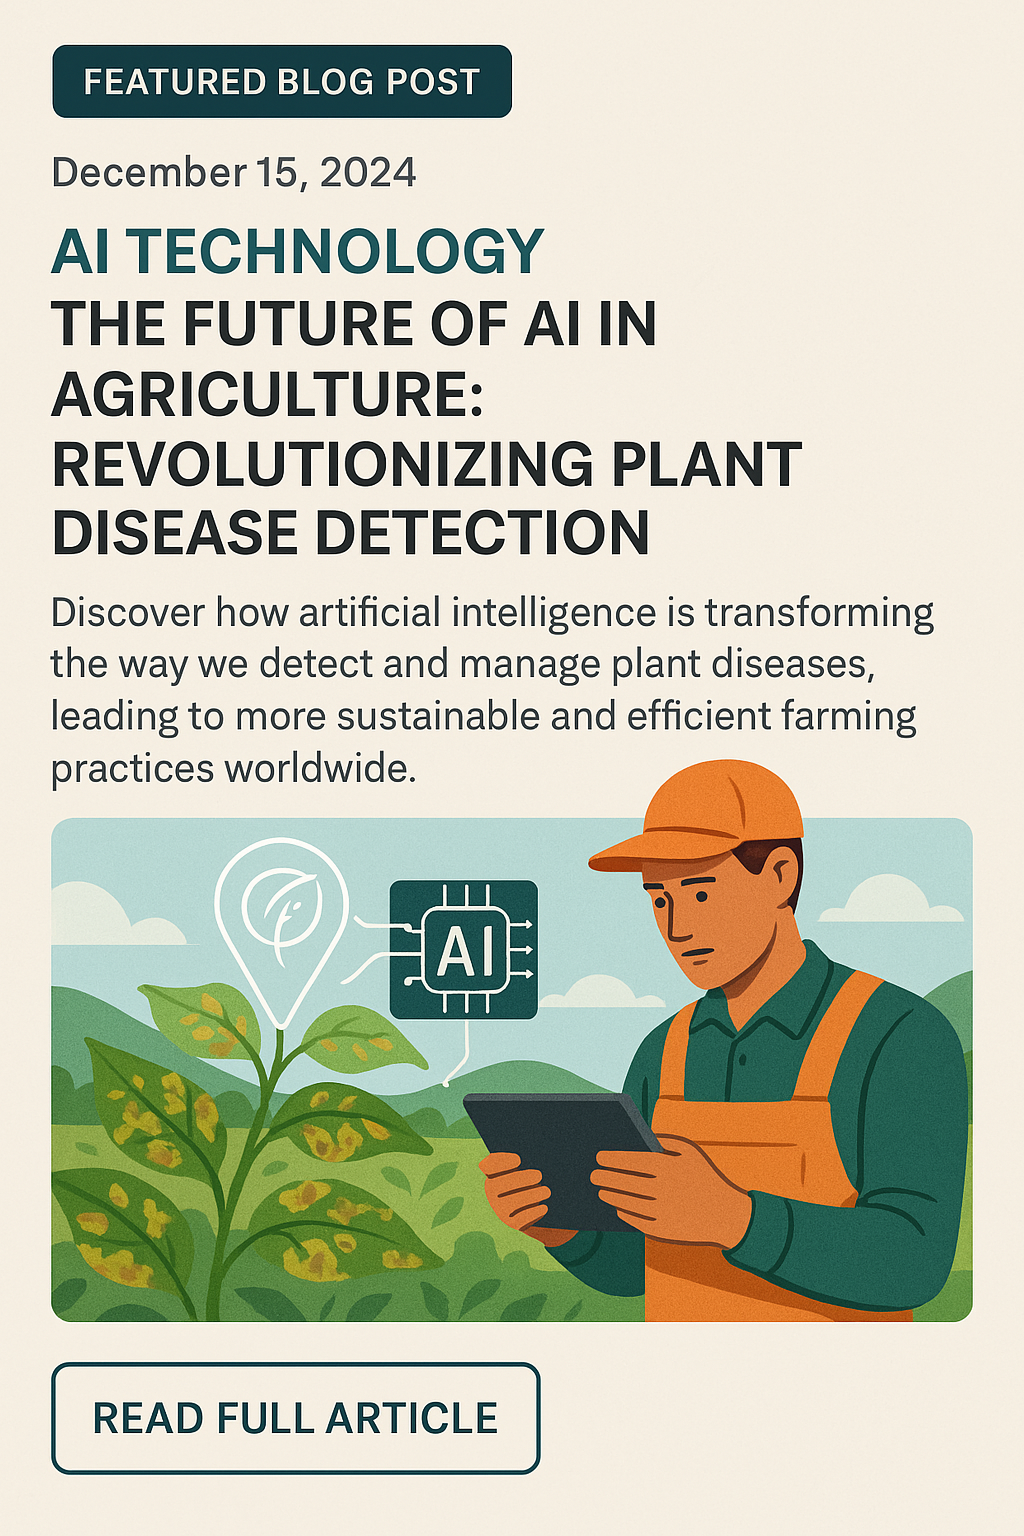 FEATURED BLOG POST
December 15, 2024
AI TECHNOLOGY
THE FUTURE OF AI IN
AGRICULTURE:
REVOLUTIONIZING PLANT
DISEASE DETECTION
Discover how artificial intelligence is transforming
the way we detect and manage plant diseases,
leading to more sustainable and efficient farming
practices worldwide.
AI
READ FULL ARTICLE